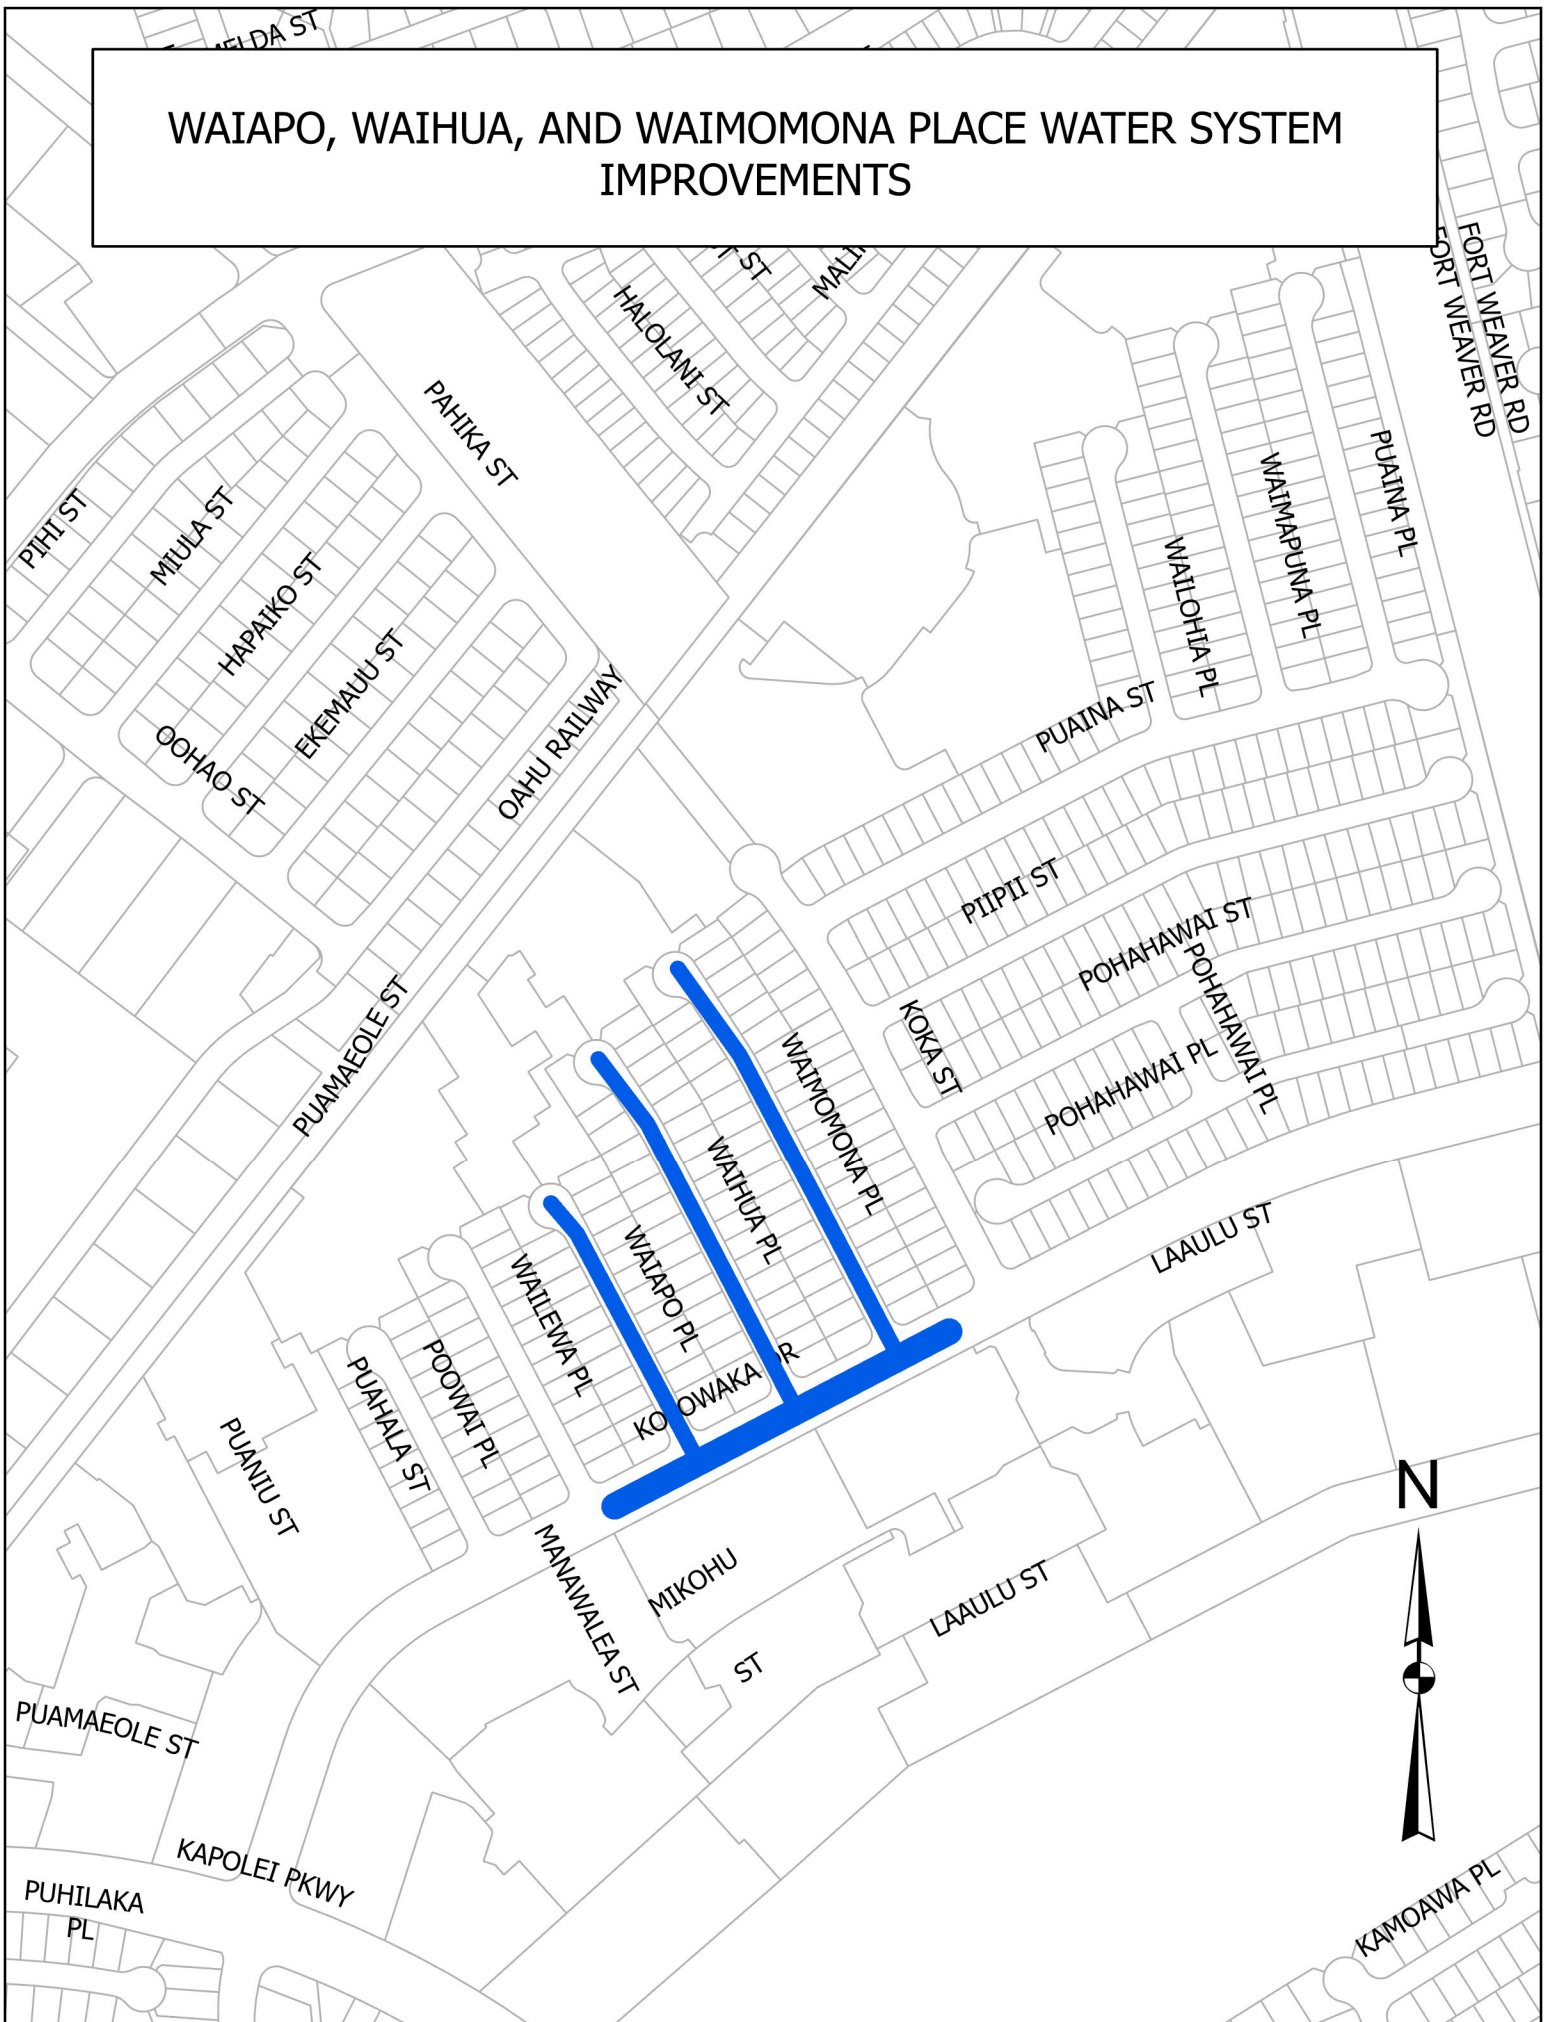 WAIAPO, WAIHUA, AND WAIMOMONA PLACE WATER SYSTEM
IMPROVEMENTS
FORT WEAVER RD
FORT WEAVER RD
HALOLANI ST
PAHIKA ST
PUAINA PL
WAIMAPUNA PL
WAILOHIA PL
PIHI ST
MIULA ST
HAPAIKO ST
EKEMAUU ST
OOHAO ST
OAHU RAILWAY
PUAINA ST
PIIPII ST
POHAHAWAI ST
POHAHAWAI PL
POHAHAWAI PL
KOKA ST
PUAMAEOLE ST
WAIMOMONA PL
WAIHUA PL
WAIAPO PL
WAILEWA PL
LAAULU ST
POOWAI PL
PUAHALA ST
PUANIU ST
MANAWALEA ST
MIKOHU
ST
LAAULU ST
N
PUAMAEOLE ST
KAPOLEI PKWY
PUHILAKA
PL
KAMOAWA PL